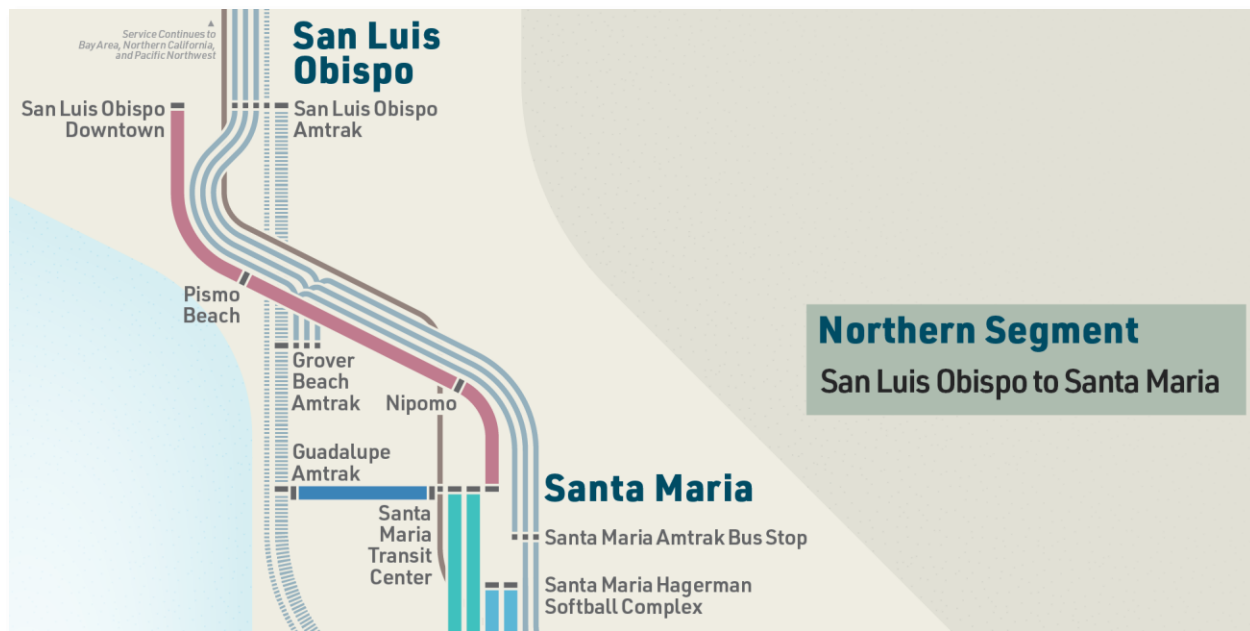 ▲
Service Continues to
Bay Area, Northern California,
and Pacific Northwest
San Luis
Obispo
San Luis Obispo
Downtown
San Luis Obispo
Amtrak
Pismo
Beach
Grover
Beach
Amtrak
Nipomo
Northern Segment
San Luis Obispo to Santa Maria
Guadalupe
Amtrak
Santa Maria
Santa
Maria
Transit
Center
Santa Maria Amtrak Bus Stop
Santa Maria Hagerman
Softball Complex